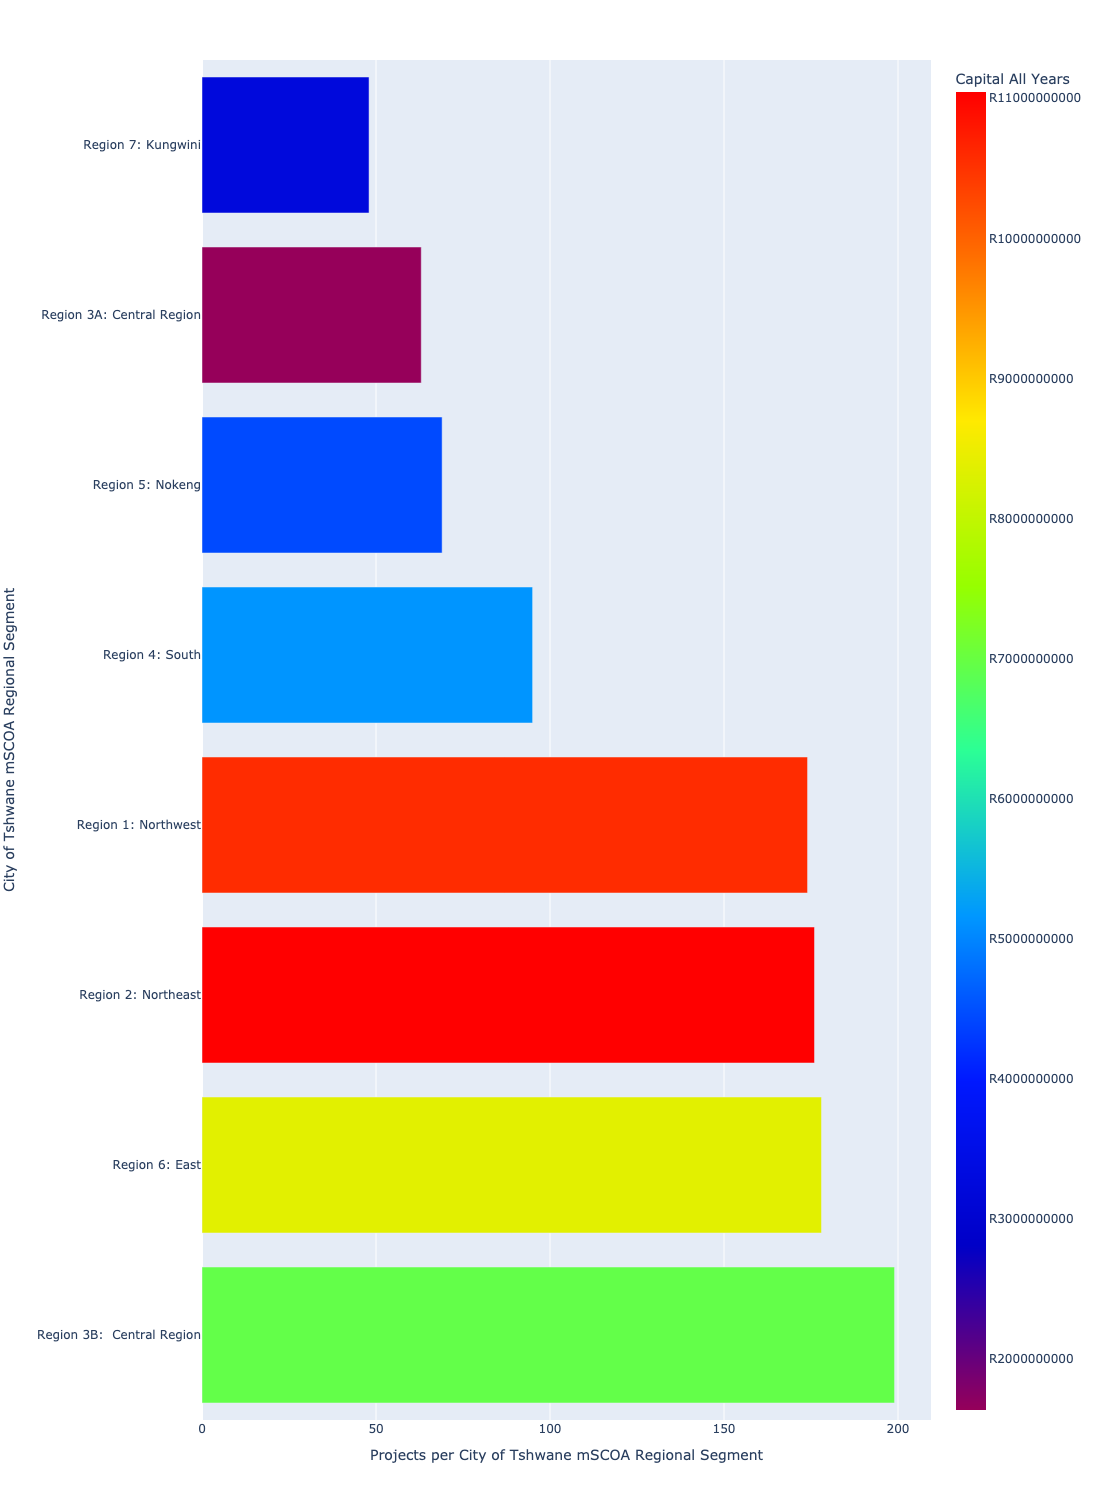 Capital All Years
R11000000000
R10000000000
R9000000000
R8000000000
R7000000000
R6000000000
R5000000000
R4000000000
R3000000000
R2000000000
City of Tshwane mSCOA Regional Segment
Region 7: Kungwini
Region 3A: Central Region
Region 5: Nokeng
Region 4: South
Region 1: Northwest
Region 2: Northeast
Region 6: East
Region 3B:  Central Region
0 50 100 150 200
Projects per City of Tshwane mSCOA Regional Segment